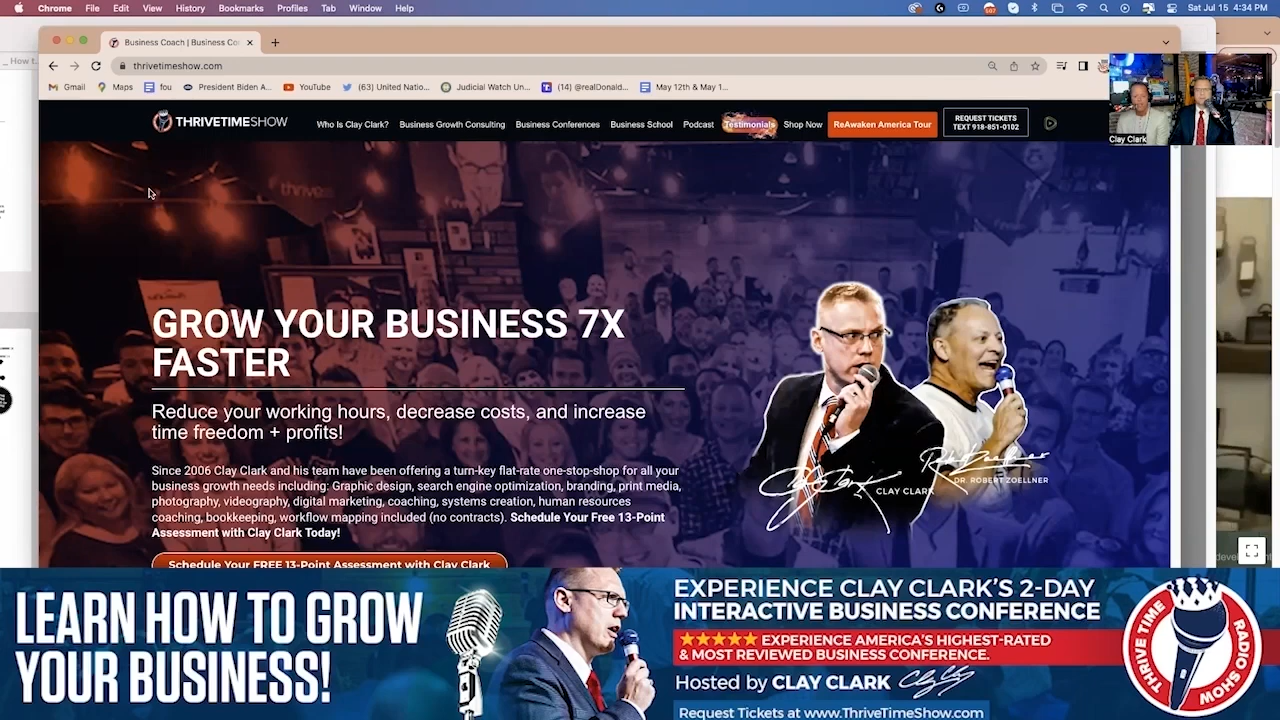 Chrome File Edit View History Bookmarks Profiles Tab Window Help
Sat Jul 15 4:34 PM
Business Coach | Business Co
_ How t
thrivetimeshow.com
Gmail Maps fou President Biden A... YouTube (63) United Natio... Judicial Watch Un... (14) @realDonald... May 12th & May 1...
THRIVETIMESHOW
Who Is Clay Clark? Business Growth Consulting Business Conferences Business School Podcast Testimonials Shop Now ReAwaken America Tour
REQUEST TICKETS
TEXT 918-851-0102
Clay Clark
thrive
GROW YOUR BUSINESS 7X
FASTER
Reduce your working hours, decrease costs, and increase
time freedom + profits!
Since 2006 Clay Clark and his team have been offering a turn-key flat-rate one-stop-shop for all your
business growth needs including: Graphic design, search engine optimization, branding, print media,
photography, videography, digital marketing, coaching, systems creation, human resources
coaching, bookkeeping, workflow mapping included (no contracts). Schedule Your Free 13-Point
Assessment with Clay Clark Today!
Schedule Your FREE 13-Point Assessment with Clay Clark
Clay Clark
CLAY CLARK
Rob Zoellner
DR. ROBERT ZOELLNER
LEARN HOW TO GROW
YOUR BUSINESS!
EXPERIENCE CLAY CLARK'S 2-DAY
INTERACTIVE BUSINESS CONFERENCE
EXPERIENCE AMERICA'S HIGHEST-RATED
& MOST REVIEWED BUSINESS CONFERENCE.
Hosted by CLAY CLARK
Request Tickets at www.ThriveTimeShow.com
THRIVE TIME RADIO SHOW